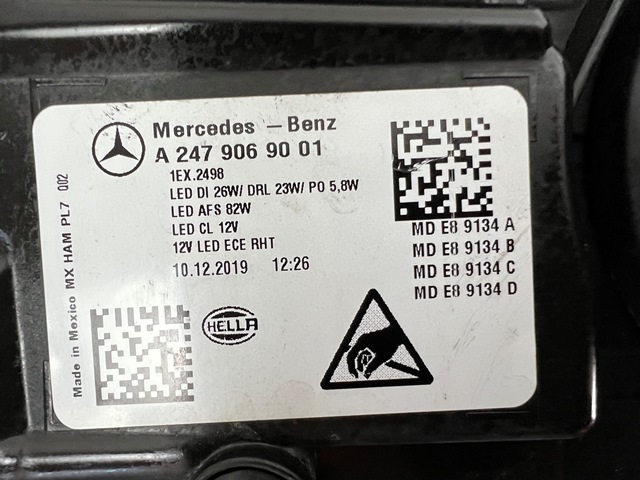 Mercedes - Benz
A 247 906 90 01
1EX.2498
LED DI 26W/ DRL 23W/ PO 5,8W
LED AFS 82W
LED CL 12V
12V LED ECE RHT
10.12.2019 12:26
MD E8 9134 A
MD E8 9134 B
MD E8 9134 C
MD E8 9134 D
HELLA
Made in Mexico MX HAM PL7 002